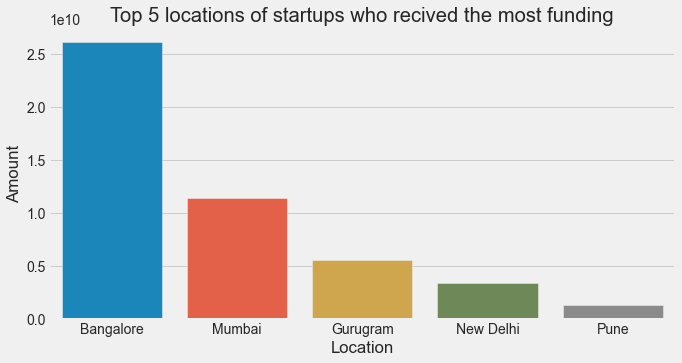 Top 5 locations of startups who recived the most funding
1e10
2.5
2.0
1.5
1.0
0.5
0.0
Amount
Bangalore Mumbai Gurugram New Delhi Pune
Location